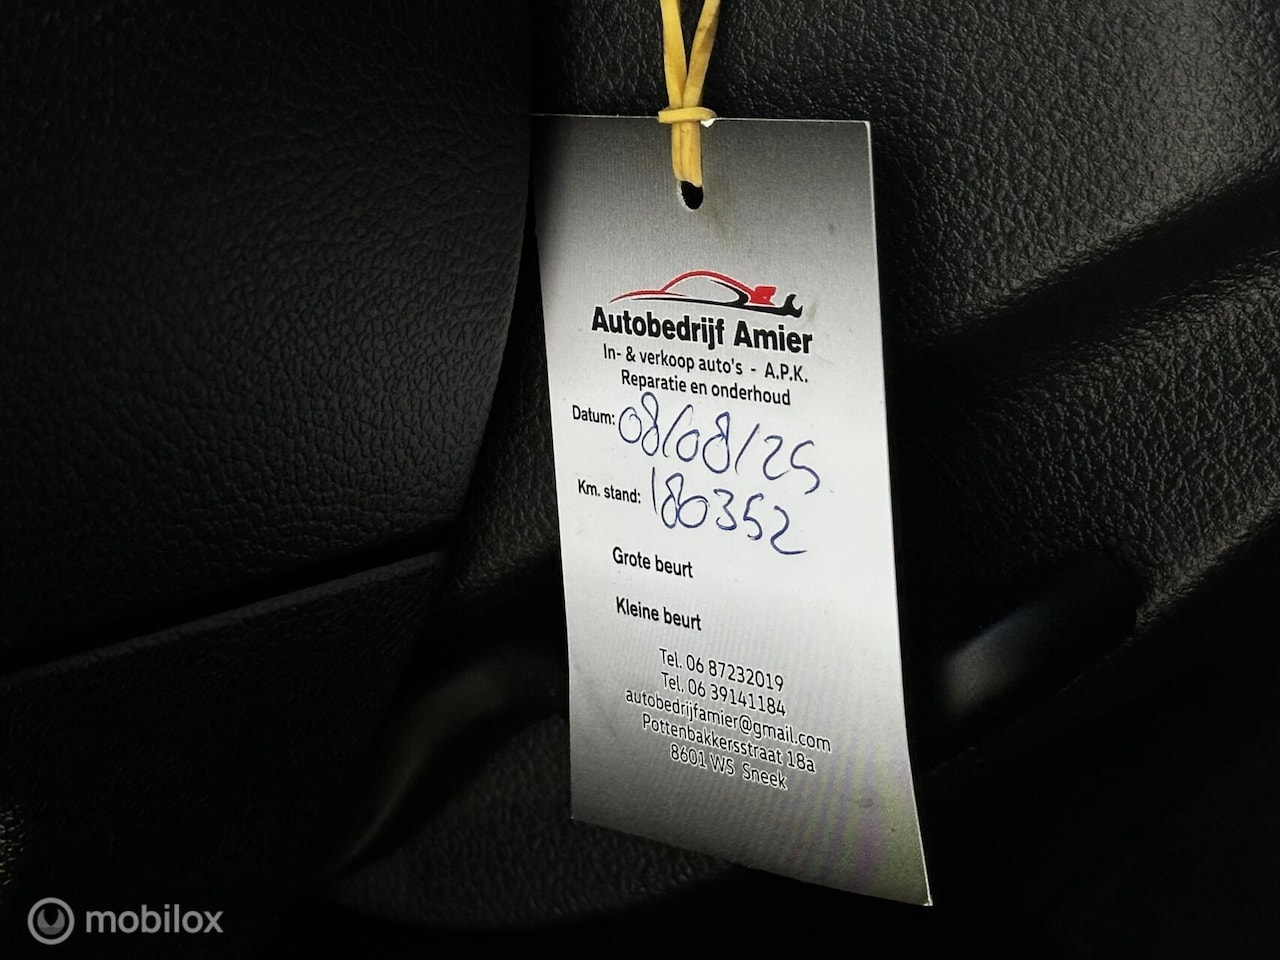 Autobedrijf Amier
In- & verkoop auto's - A.P.K.
Reparatie en onderhoud
Datum: 08/08/25
Km. stand: 180352
Grote beurt
Kleine beurt
Tel. 06 87232019
Tel. 06 39141184
autobedrijfamier@gmail.com
Pottenbakkersstraat 18a
8601 WS Sneek
mobilox